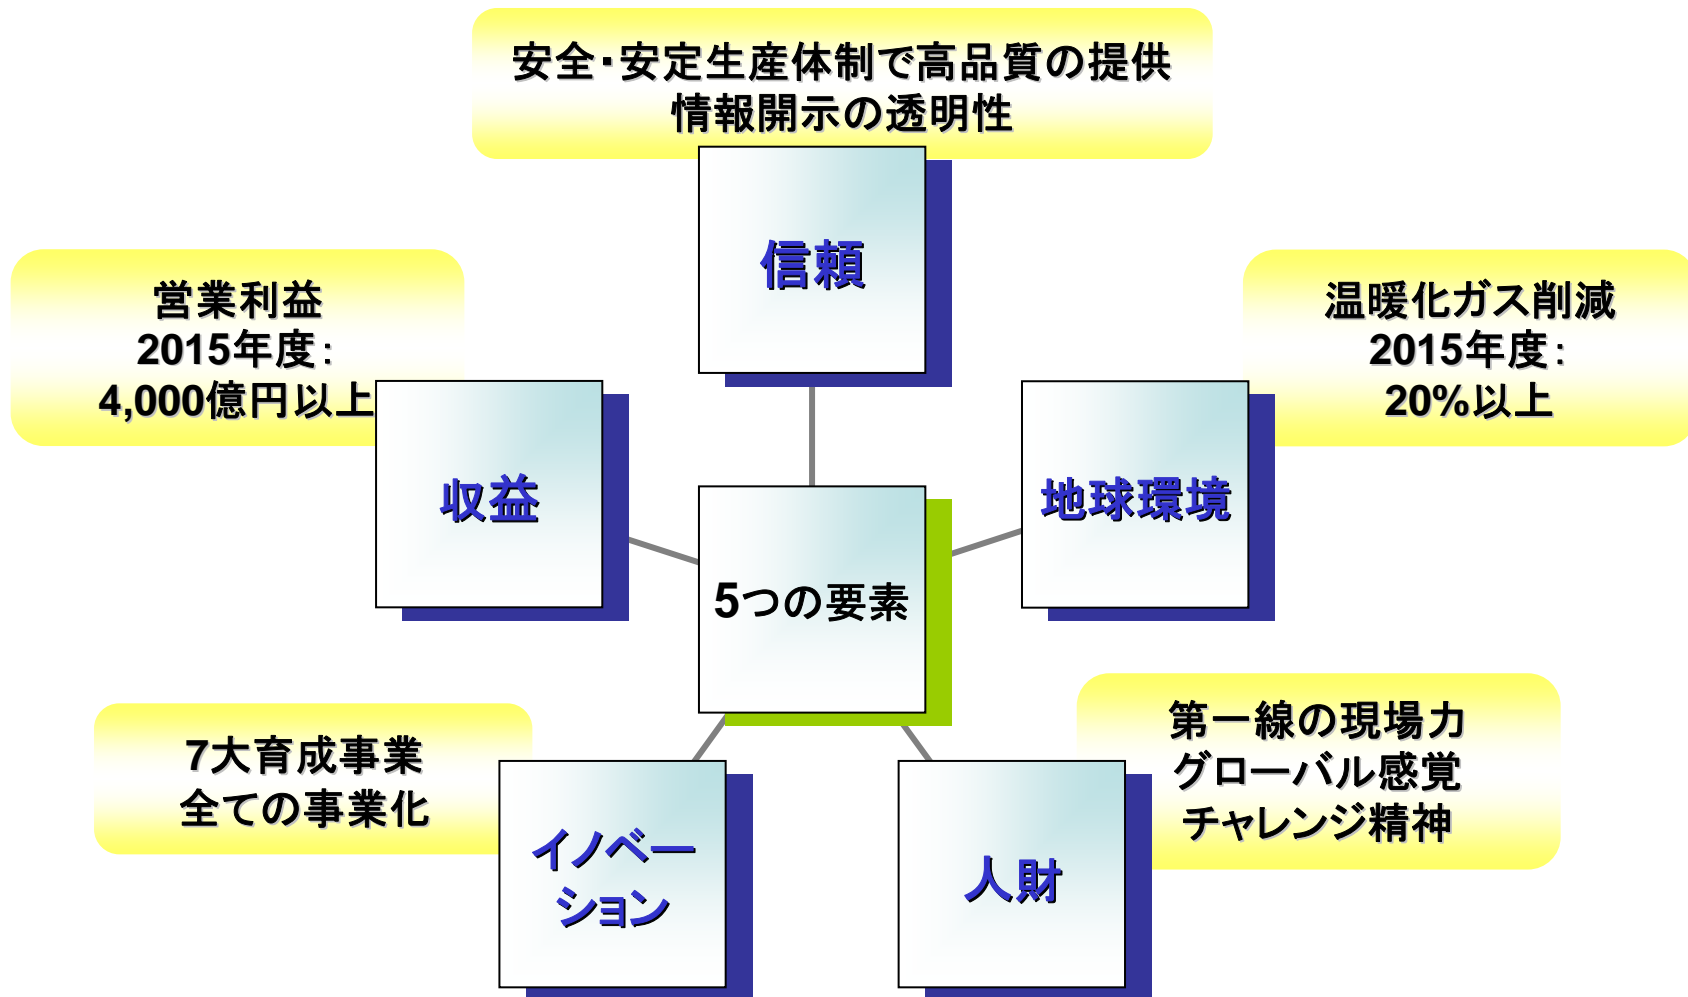 安全・安定生産体制で高品質の提供
情報開示の透明性
信頼
営業利益
2015年度：
4,000億円以上
収益
温暖化ガス削減
2015年度：
20%以上
地球環境
5つの要素
7大育成事業
全ての事業化
イノベー
ション
第一線の現場力
グローバル感覚
チャレンジ精神
人財